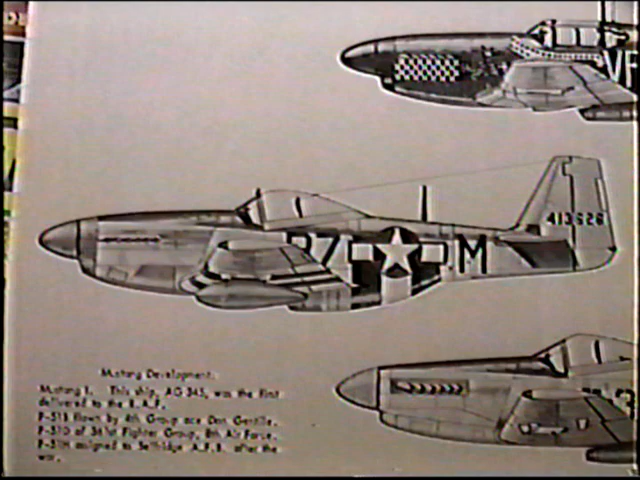 VF
413628
B7
M
Mustang Development.
Mustang I. This ship, AG 345, was the first
delivered to the R.A.F.
P-51B flown by 4th Group ace Don Gentile.
P-51D of 361st Fighter Group, 8th Air Force.
P-51H assigned to Selfridge A.F.B. after the
war.